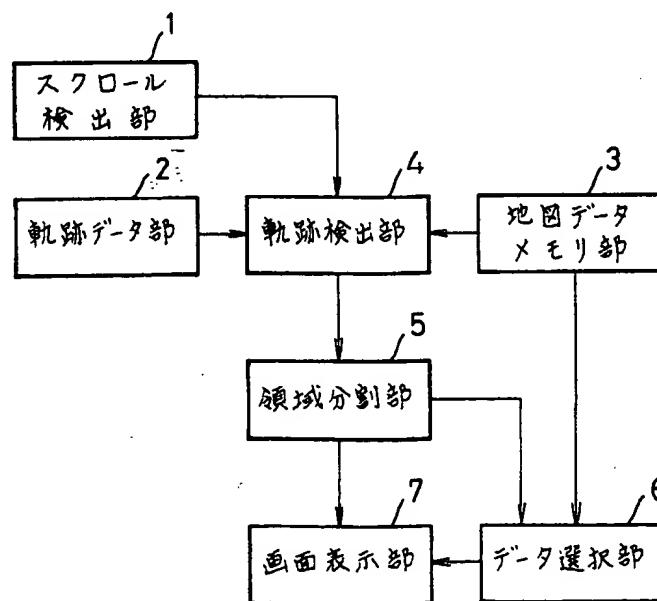 1
スクロール
検出部
2
軌跡データ部
4
軌跡検出部
3
地図データ
メモリ部
5
領域分割部
7
画面表示部
6
データ選択部